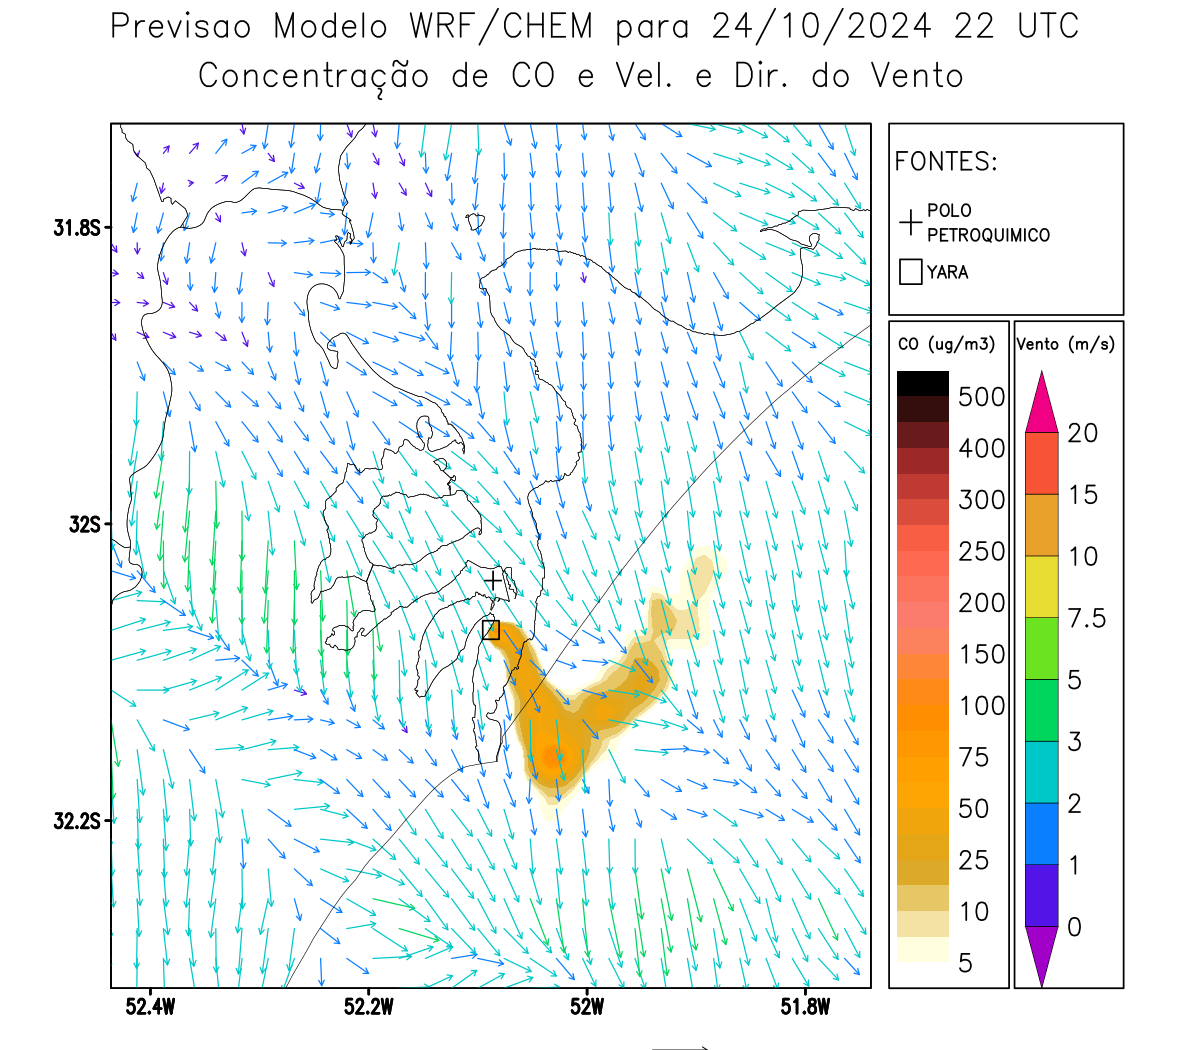 Previsao Modelo WRF/CHEM para 24/10/2024 22 UTC
Concentração de CO e Vel. e Dir. do Vento
FONTES:
POLO
PETROQUIMICO
YARA
CO (ug/m3)
500
400
300
250
200
150
100
75
50
25
10
5
Vento (m/s)
20
15
10
7.5
5
3
2
1
0
31.8S
32S
32.2S
52.4W
52.2W
52W
51.8W